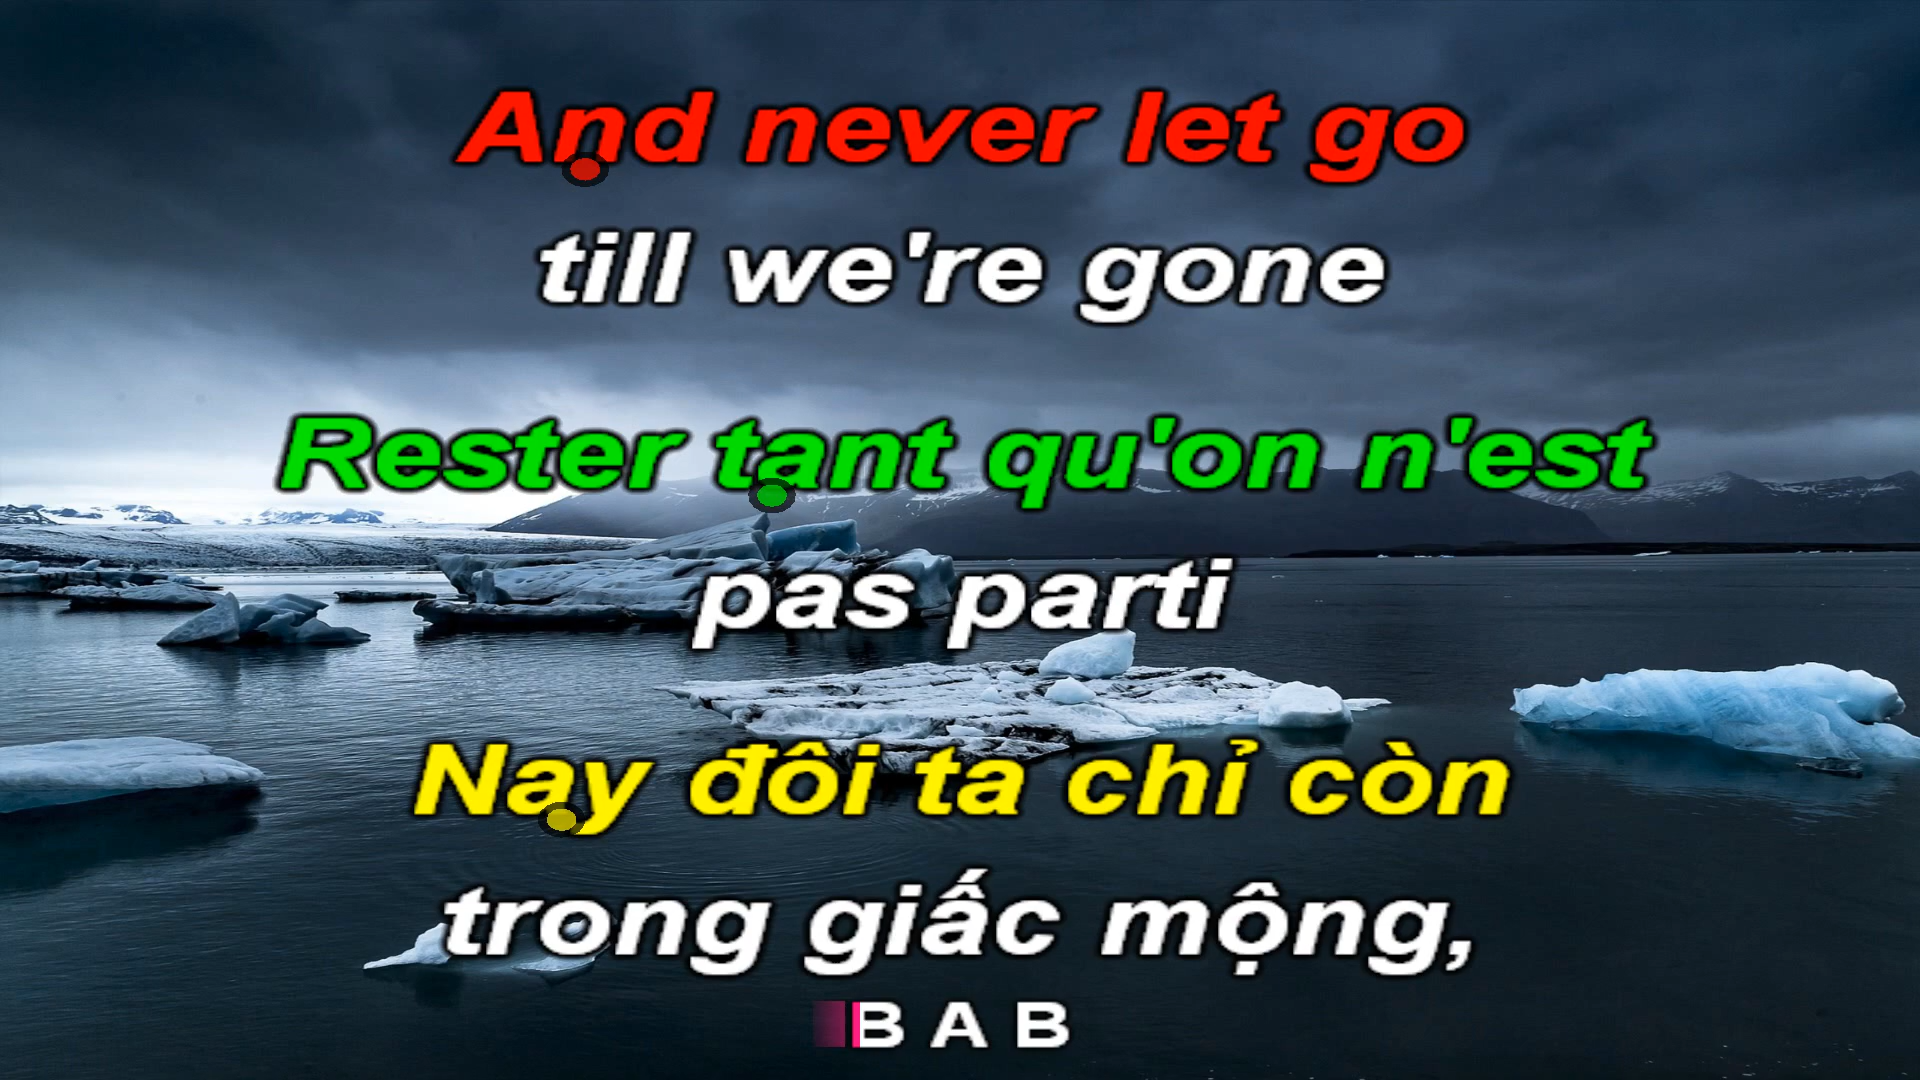 And never let go
till we're gone
Rester tant qu'on n'est
pas parti
Nay đôi ta chỉ còn
trong giấc mộng,
B A B